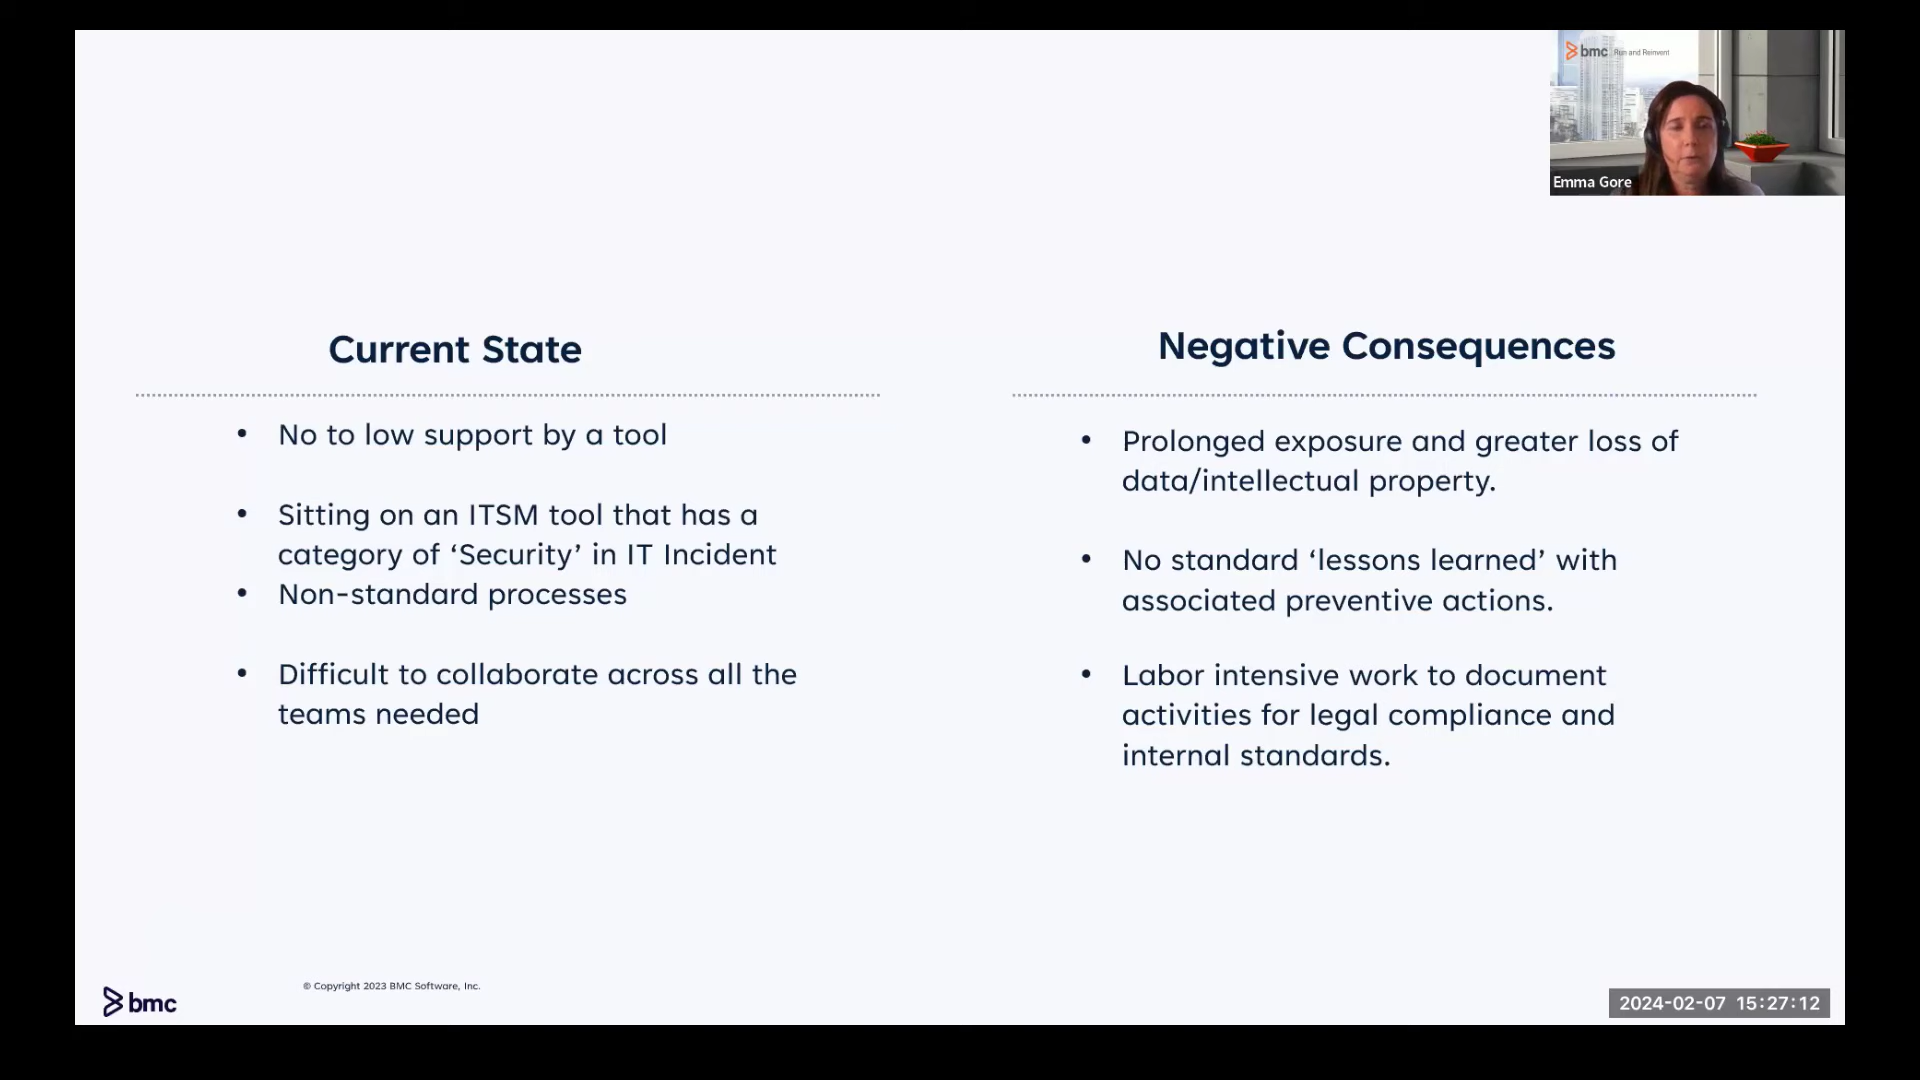 bmc Run and Reinvent
Emma Gore
Current State
• No to low support by a tool
• Sitting on an ITSM tool that has a
category of ‘Security’ in IT Incident
• Non-standard processes
• Difficult to collaborate across all the
teams needed
Negative Consequences
• Prolonged exposure and greater loss of
data/intellectual property.
• No standard ‘lessons learned’ with
associated preventive actions.
• Labor intensive work to document
activities for legal compliance and
internal standards.
© Copyright 2023 BMC Software, Inc.
bmc
2024-02-07 15:27:12